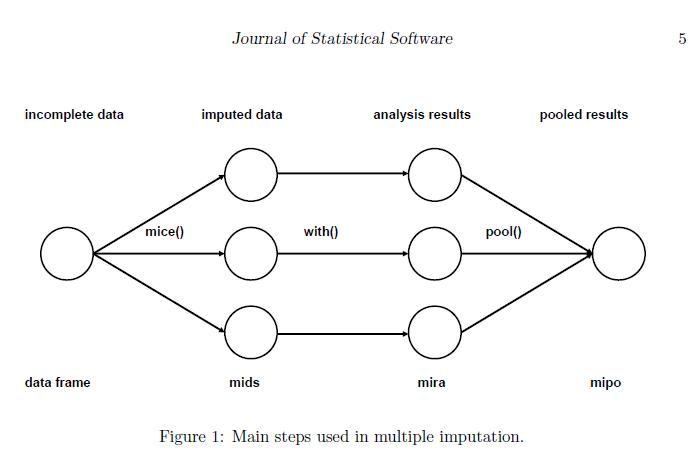 Journal of Statistical Software 5
incomplete data imputed data analysis results pooled results
mice() with() pool()
data frame mids mira mipo
Figure 1: Main steps used in multiple imputation.